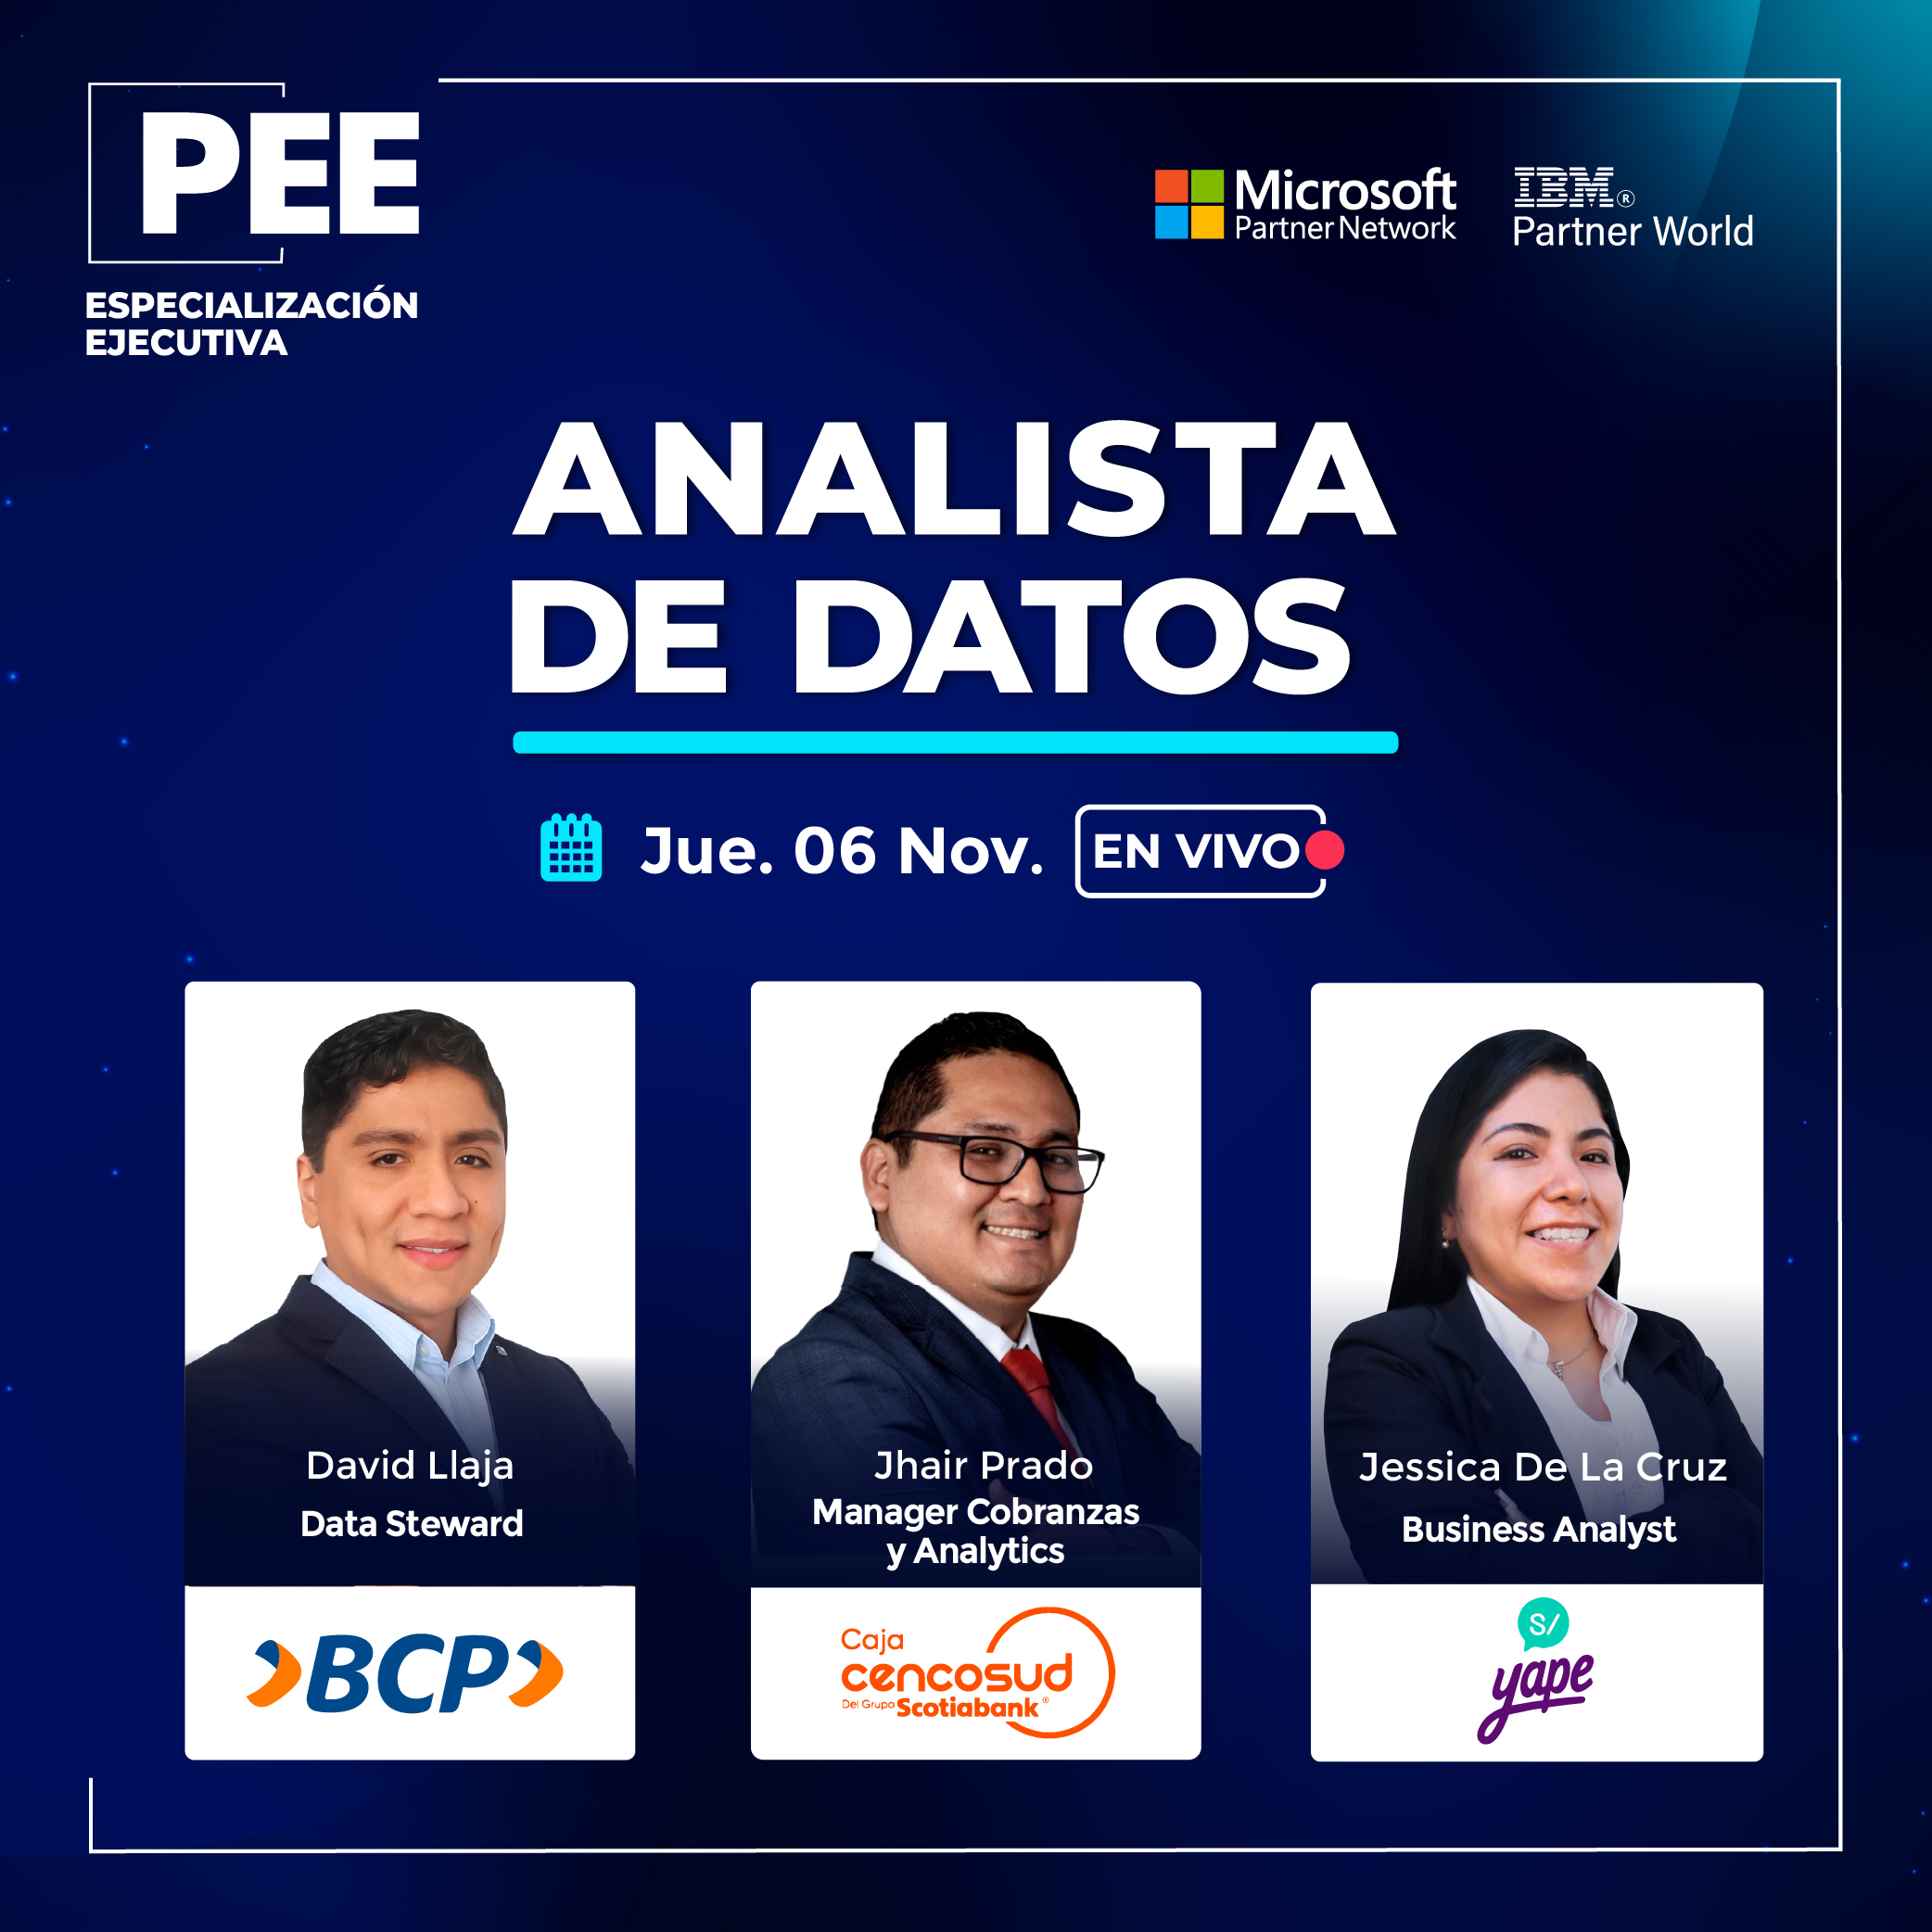 PEE
ESPECIALIZACIÓN
EJECUTIVA
Microsoft
Partner Network
IBM®
Partner World
ANALISTA
DE DATOS
Jue. 06 Nov.
EN VIVO
David Llaja
Data Steward
BCP
Jhair Prado
Manager Cobranzas
y Analytics
Caja
cencosud
Del Grupo Scotiabank®
Jessica De La Cruz
Business Analyst
S/
yape